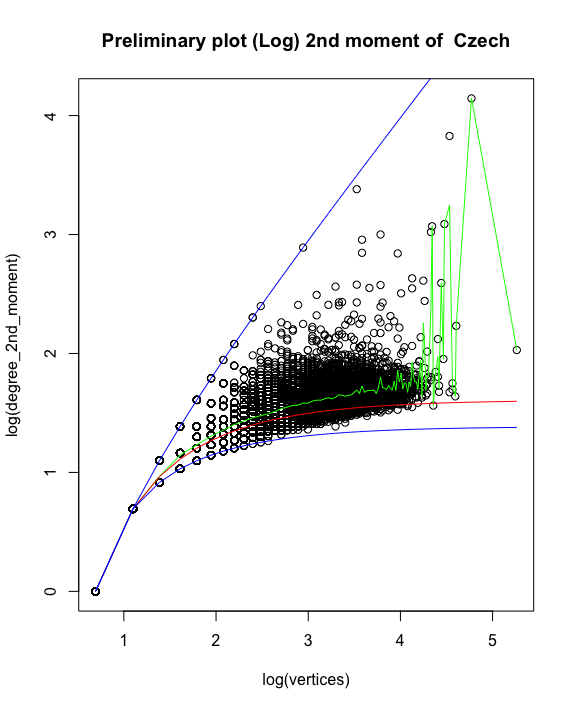 Preliminary plot (Log) 2nd moment of  Czech
log(degree_2nd_moment)
4
3
2
1
0
1 2 3 4 5
log(vertices)